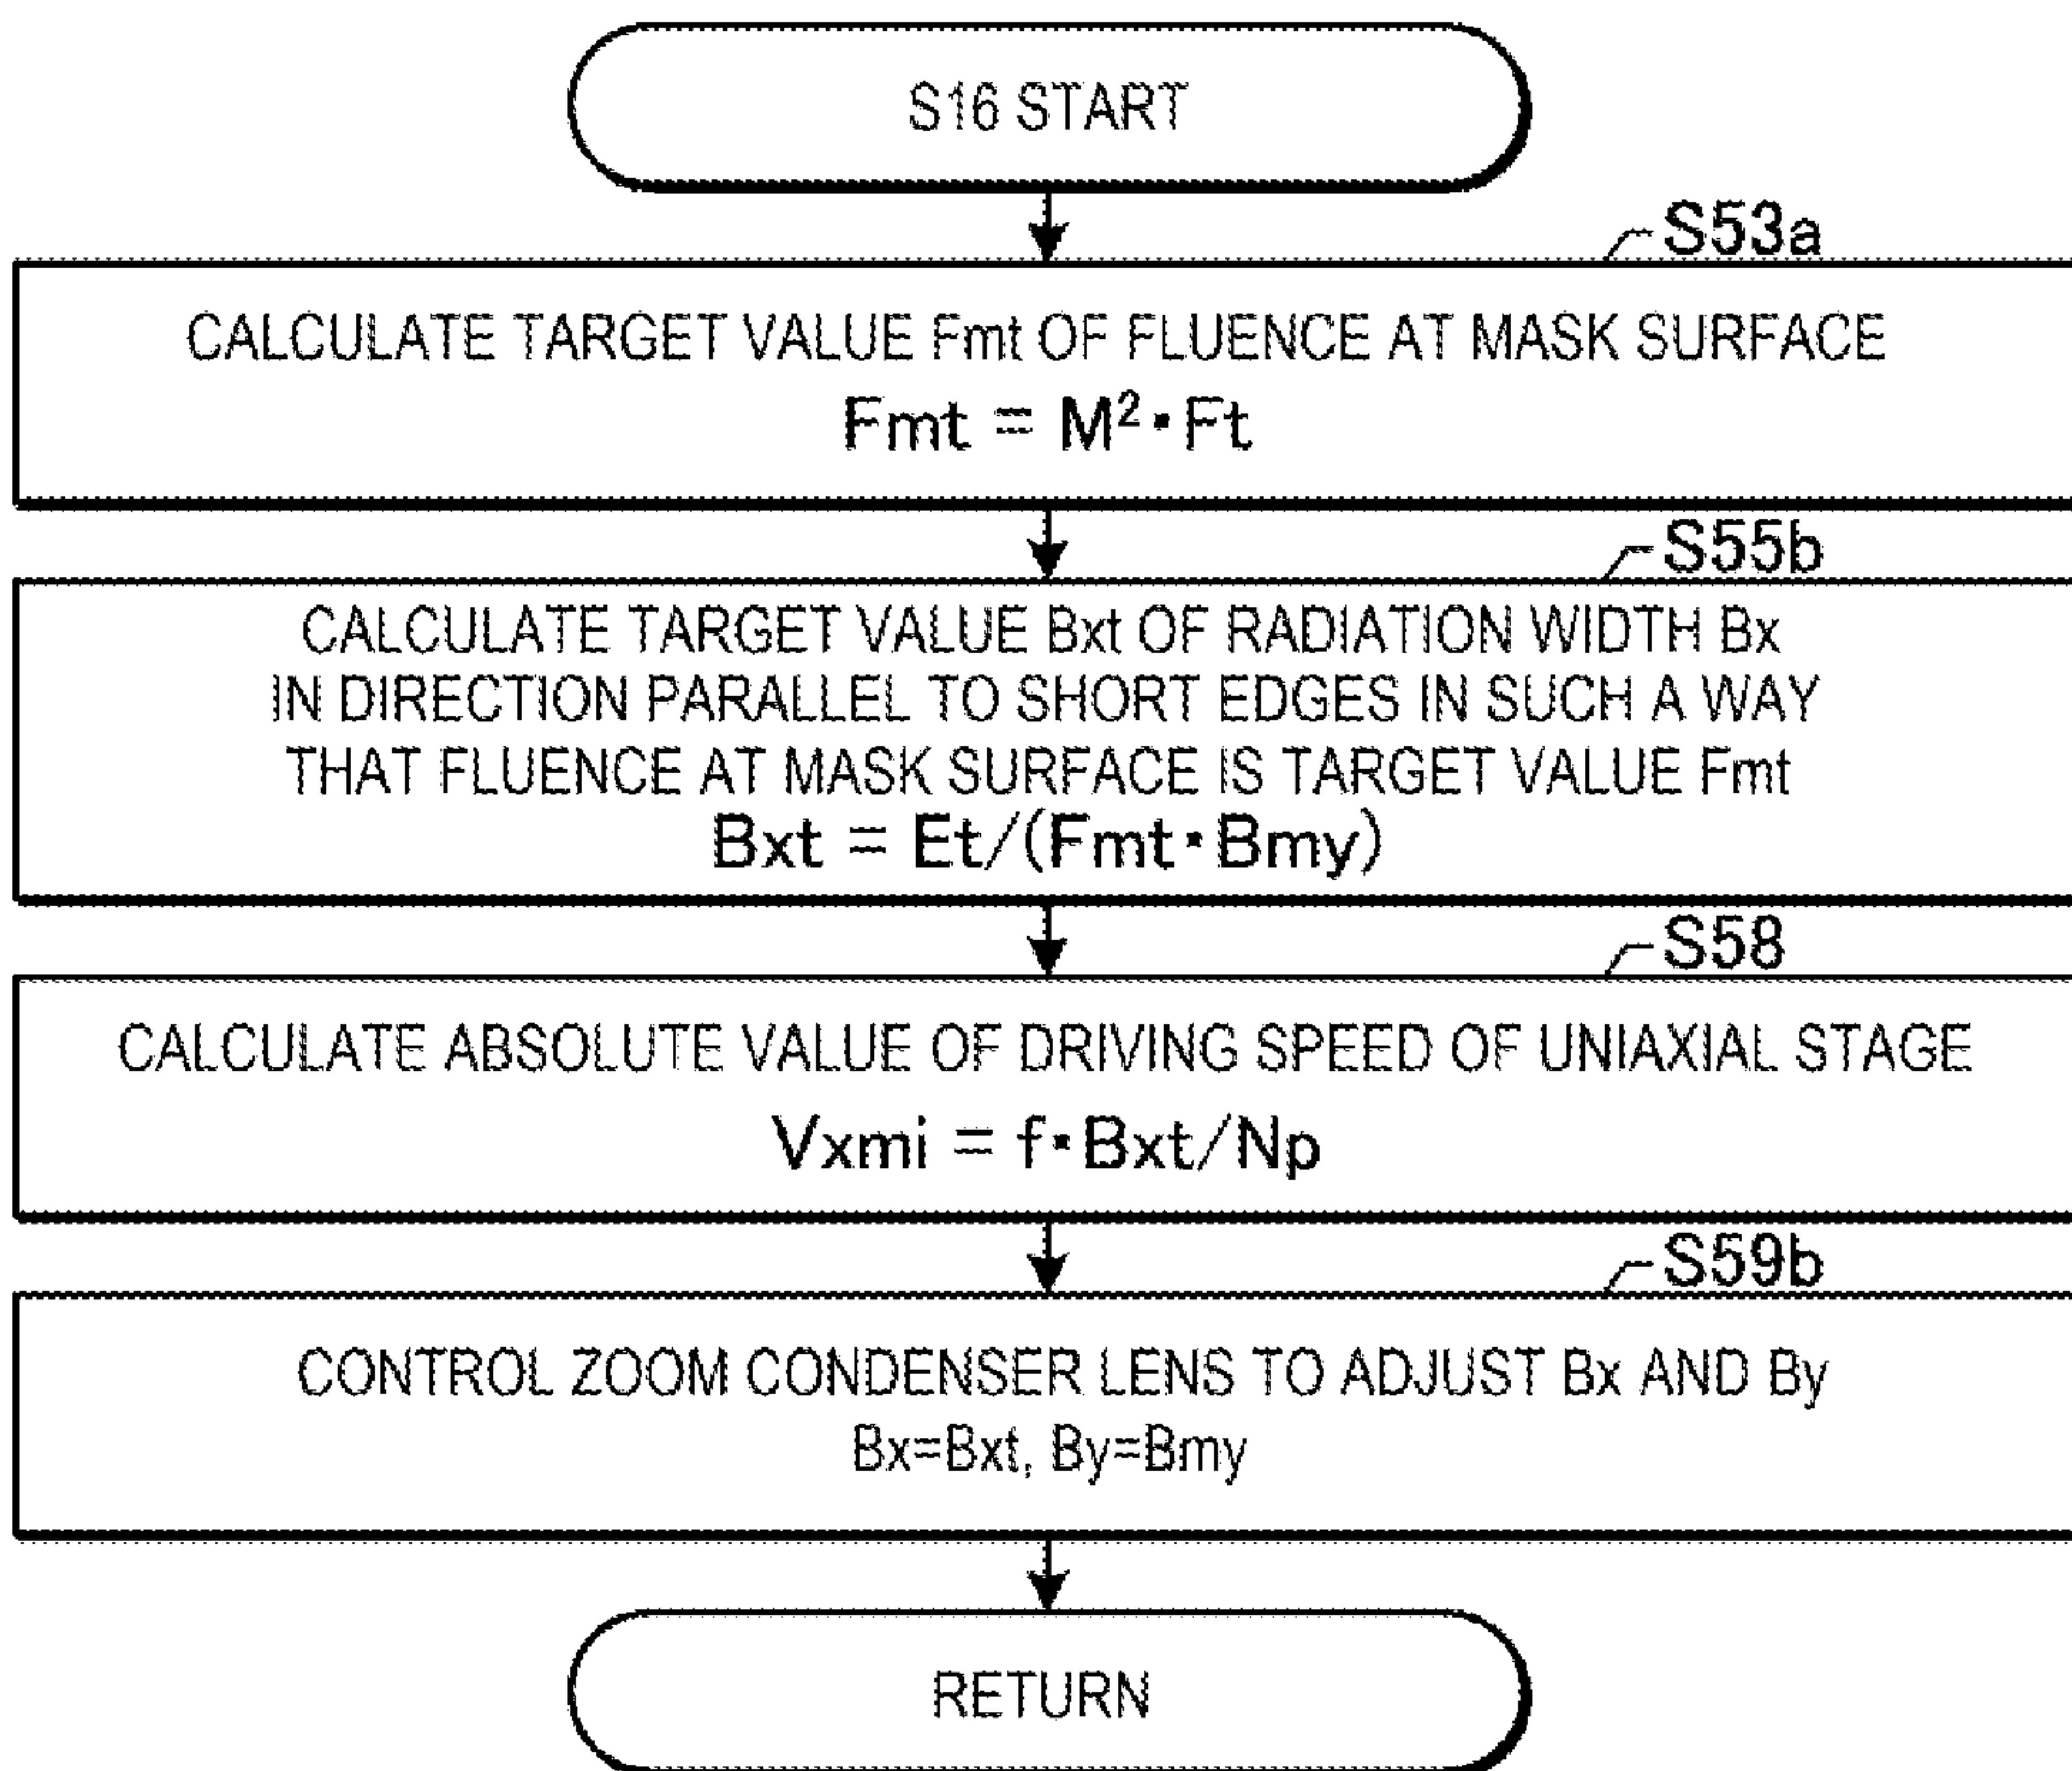 S16 START
S53a
CALCULATE TARGET VALUE Fmt OF FLUENCE AT MASK SURFACE
Fmt = M²・Ft
S55b
CALCULATE TARGET VALUE Bxt OF RADIATION WIDTH Bx
IN DIRECTION PARALLEL TO SHORT EDGES IN SUCH A WAY
THAT FLUENCE AT MASK SURFACE IS TARGET VALUE Fmt
Bxt = Et/(Fmt・Bmy)
S58
CALCULATE ABSOLUTE VALUE OF DRIVING SPEED OF UNIAXIAL STAGE
Vxmi = f・Bxt/Np
S59b
CONTROL ZOOM CONDENSER LENS TO ADJUST Bx AND By
Bx=Bxt, By=Bmy
RETURN